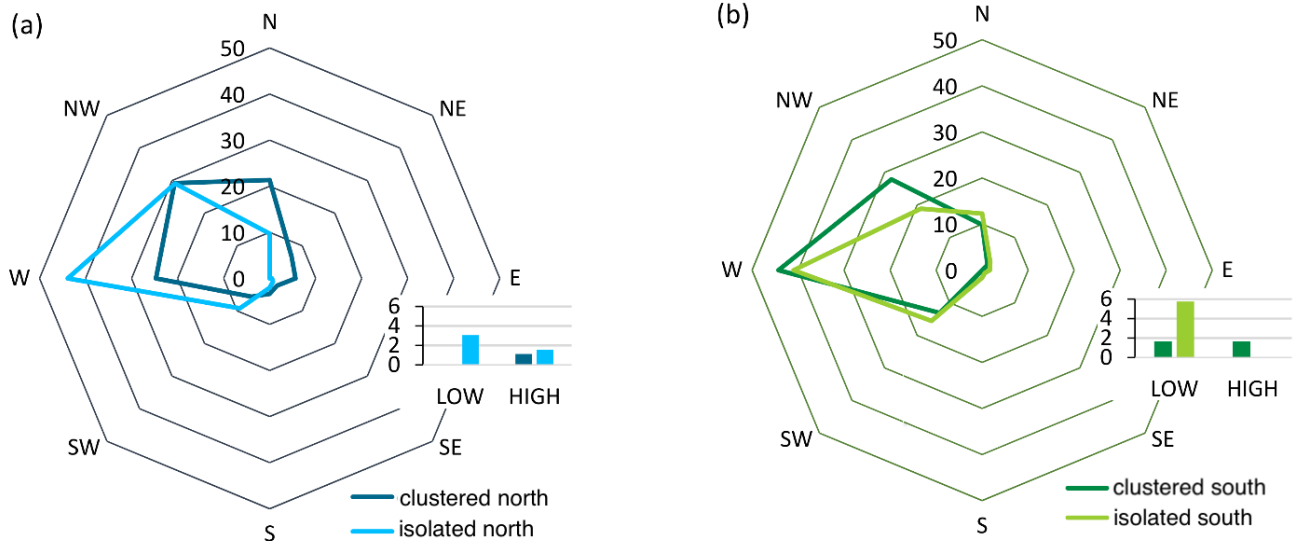 (a)
N
50
40
30
20
10
0
NW
NE
W
E
SW
SE
S
6
4
2
0
LOW HIGH
clustered north
isolated north
(b)
N
50
40
30
20
10
0
NW
NE
W
E
SW
SE
S
6
4
2
0
LOW HIGH
clustered south
isolated south